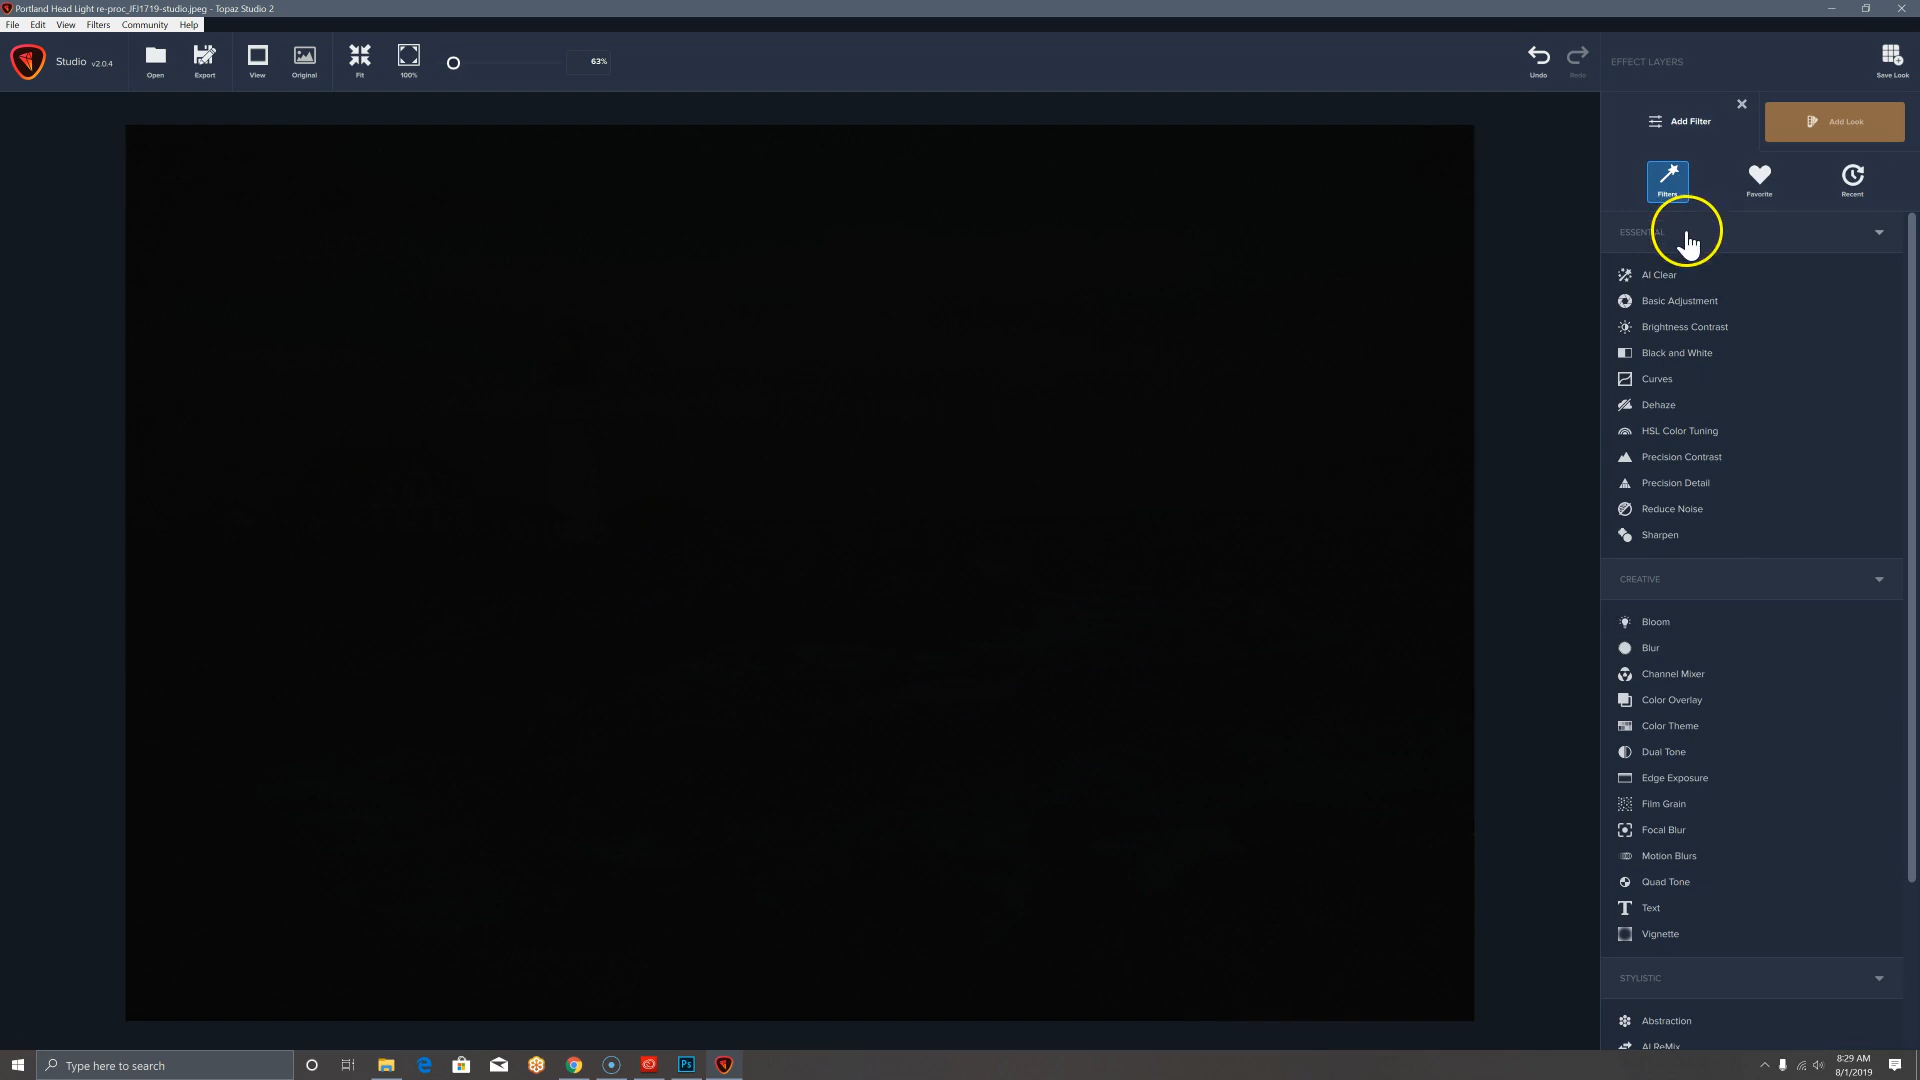 Portland Head Light re-proc_JFJ1719-studio.jpeg - Topaz Studio 2
File Edit View Filters Community Help
Studio v2.0.4
Open
Export
View
Original
Fit
100%
63%
Undo
Redo
EFFECT LAYERS
Save Look
Add Filter
Add Look
Filters
Favorite
Recent
ESSENTIAL
AI Clear
Basic Adjustment
Brightness Contrast
Black and White
Curves
Dehaze
HSL Color Tuning
Precision Contrast
Precision Detail
Reduce Noise
Sharpen
CREATIVE
Bloom
Blur
Channel Mixer
Color Overlay
Color Theme
Dual Tone
Edge Exposure
Film Grain
Focal Blur
Motion Blurs
Quad Tone
Text
Vignette
STYLISTIC
Abstraction
AI ReMix
Type here to search
Ps
8:29 AM
8/1/2019